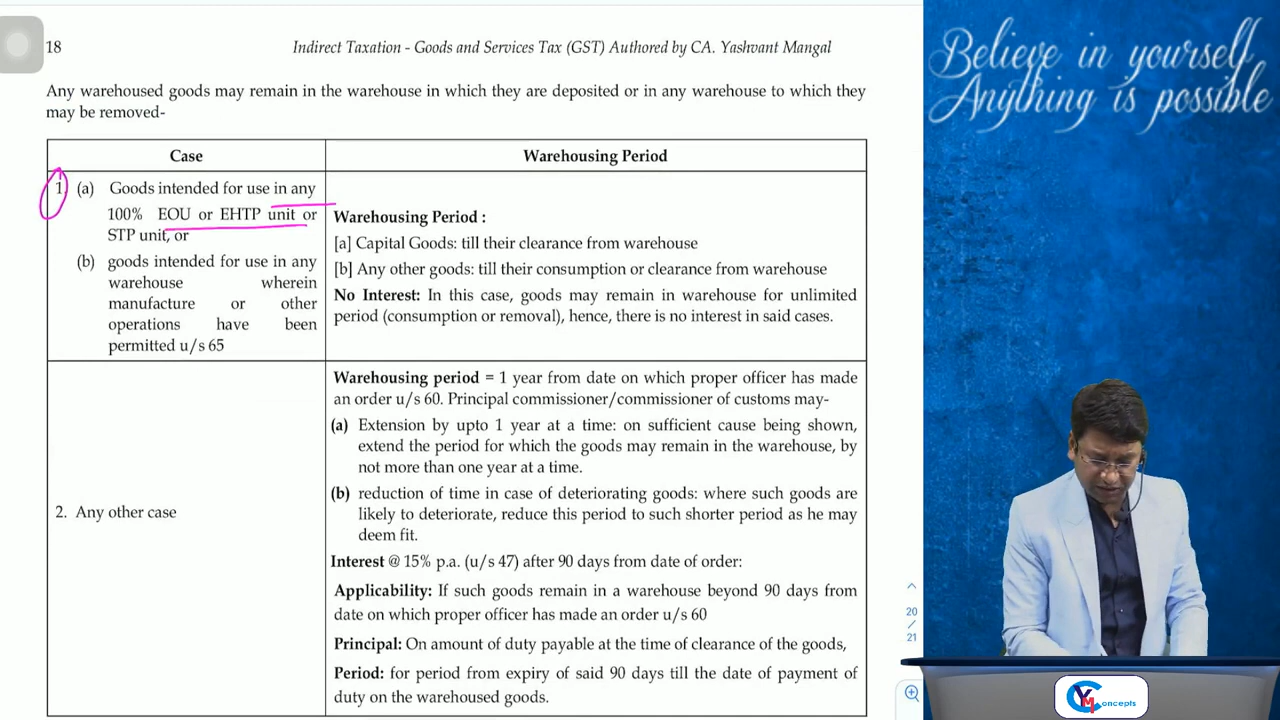 18
Indirect Taxation - Goods and Services Tax (GST) Authored by CA. Yashvant Mangal
Any warehoused goods may remain in the warehouse in which they are deposited or in any warehouse to which they
may be removed-
Case
Warehousing Period
1. (a) Goods intended for use in any
100% EOU or EHTP unit or
STP unit, or
(b) goods intended for use in any
warehouse wherein
manufacture or other
operations have been
permitted u/s 65
Warehousing Period :
[a] Capital Goods: till their clearance from warehouse
[b] Any other goods: till their consumption or clearance from warehouse
No Interest: In this case, goods may remain in warehouse for unlimited
period (consumption or removal), hence, there is no interest in said cases.
2. Any other case
Warehousing period = 1 year from date on which proper officer has made
an order u/s 60. Principal commissioner/commissioner of customs may-
(a) Extension by upto 1 year at a time: on sufficient cause being shown,
extend the period for which the goods may remain in the warehouse, by
not more than one year at a time.
(b) reduction of time in case of deteriorating goods: where such goods are
likely to deteriorate, reduce this period to such shorter period as he may
deem fit.
Interest @ 15% p.a. (u/s 47) after 90 days from date of order:
Applicability: If such goods remain in a warehouse beyond 90 days from
date on which proper officer has made an order u/s 60
Principal: On amount of duty payable at the time of clearance of the goods,
Period: for period from expiry of said 90 days till the date of payment of
duty on the warehoused goods.
20
/
21
Believe in yourself
Anything is possible
YM Concepts